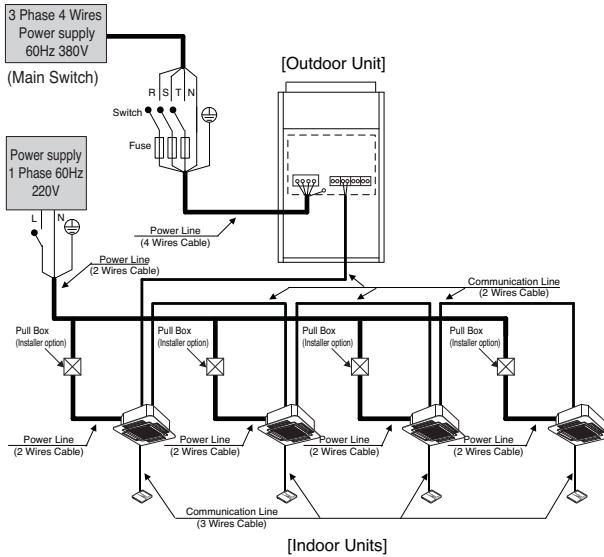 3 Phase 4 Wires
Power supply
60Hz 380V
(Main Switch)
[Outdoor Unit]
R S T N
Switch
Fuse
Power supply
1 Phase 60Hz
220V
L N
Power Line
(4 Wires Cable)
Power Line
(2 Wires Cable)
Communication Line
(2 Wires Cable)
Pull Box
(Installer option)
Pull Box
(Installer option)
Pull Box
(Installer option)
Pull Box
(Installer option)
Power Line
(2 Wires Cable)
Power Line
(2 Wires Cable)
Power Line
(2 Wires Cable)
Power Line
(2 Wires Cable)
Communication Line
(3 Wires Cable)
[Indoor Units]